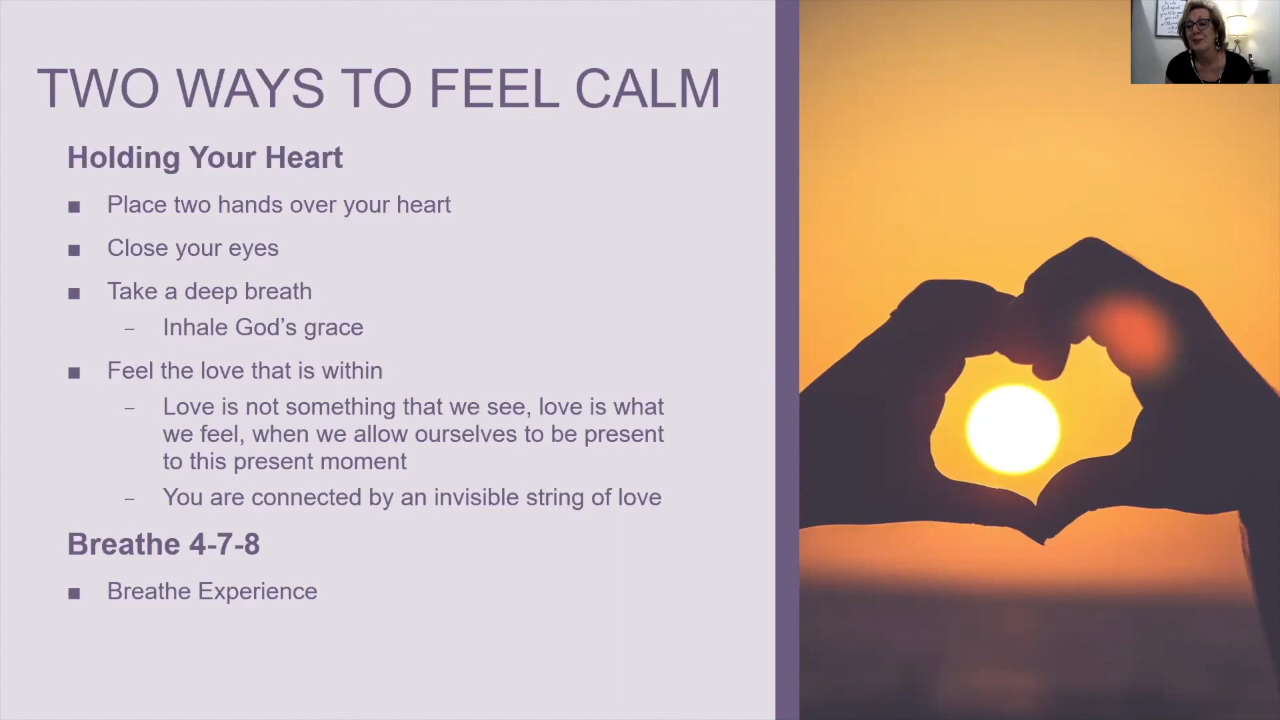 TWO WAYS TO FEEL CALM
Holding Your Heart
■ Place two hands over your heart
■ Close your eyes
■ Take a deep breath
– Inhale God’s grace
■ Feel the love that is within
– Love is not something that we see, love is what
we feel, when we allow ourselves to be present
to this present moment
– You are connected by an invisible string of love
Breathe 4-7-8
■ Breathe Experience